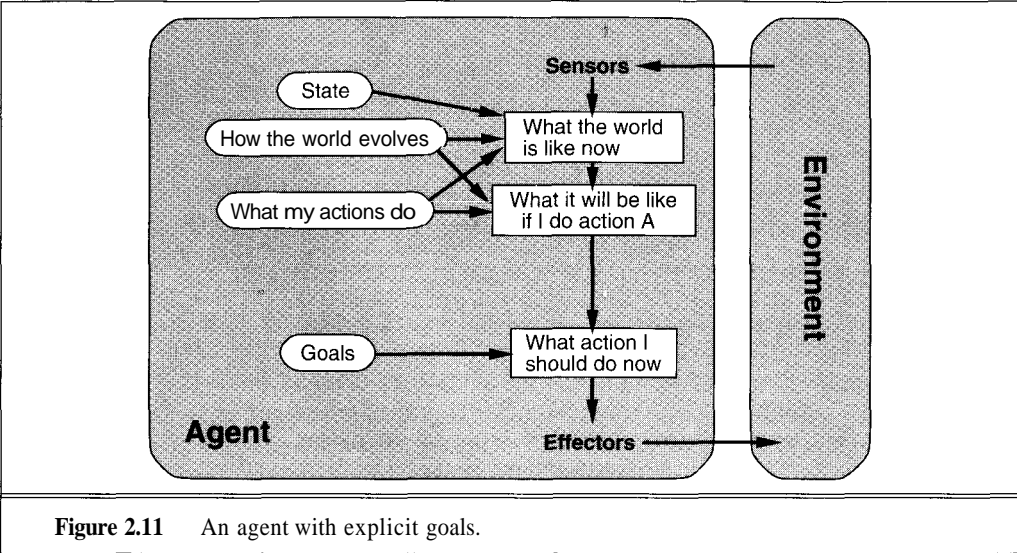 Sensors
State
What the world
is like now
How the world evolves
What it will be like
if I do action A
What my actions do
Environment
What action I
should do now
Goals
Agent
Effectors
Figure 2.11 An agent with explicit goals.